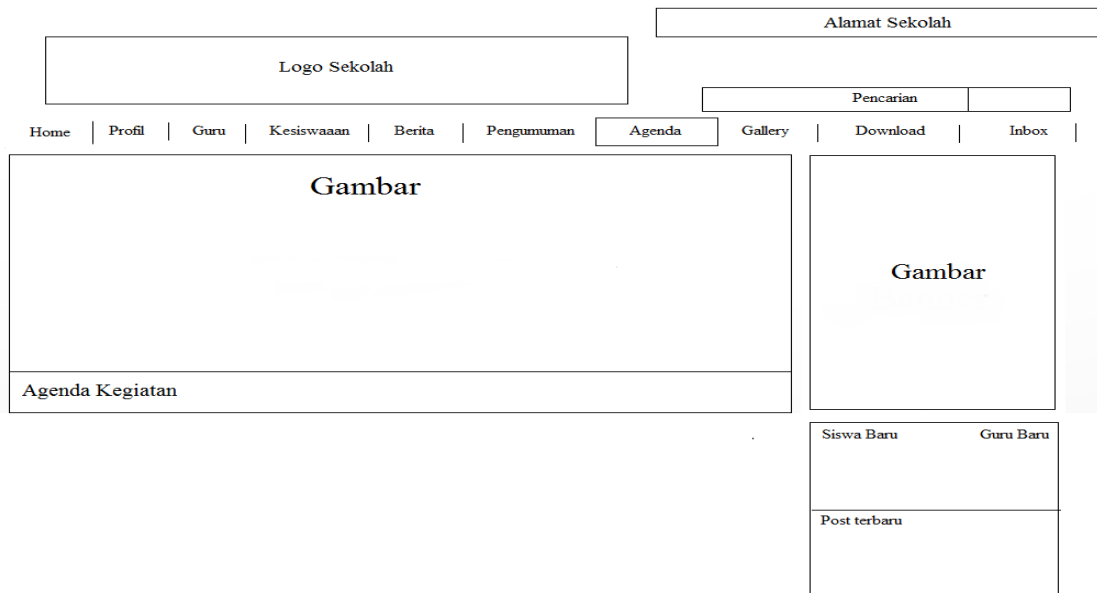 Alamat Sekolah
Logo Sekolah
Pencarian
Home Profil Guru Kesiswaaan Berita Pengumuman Agenda Gallery Download Inbox
Gambar
Gambar
Agenda Kegiatan
Siswa Baru Guru Baru
Post terbaru